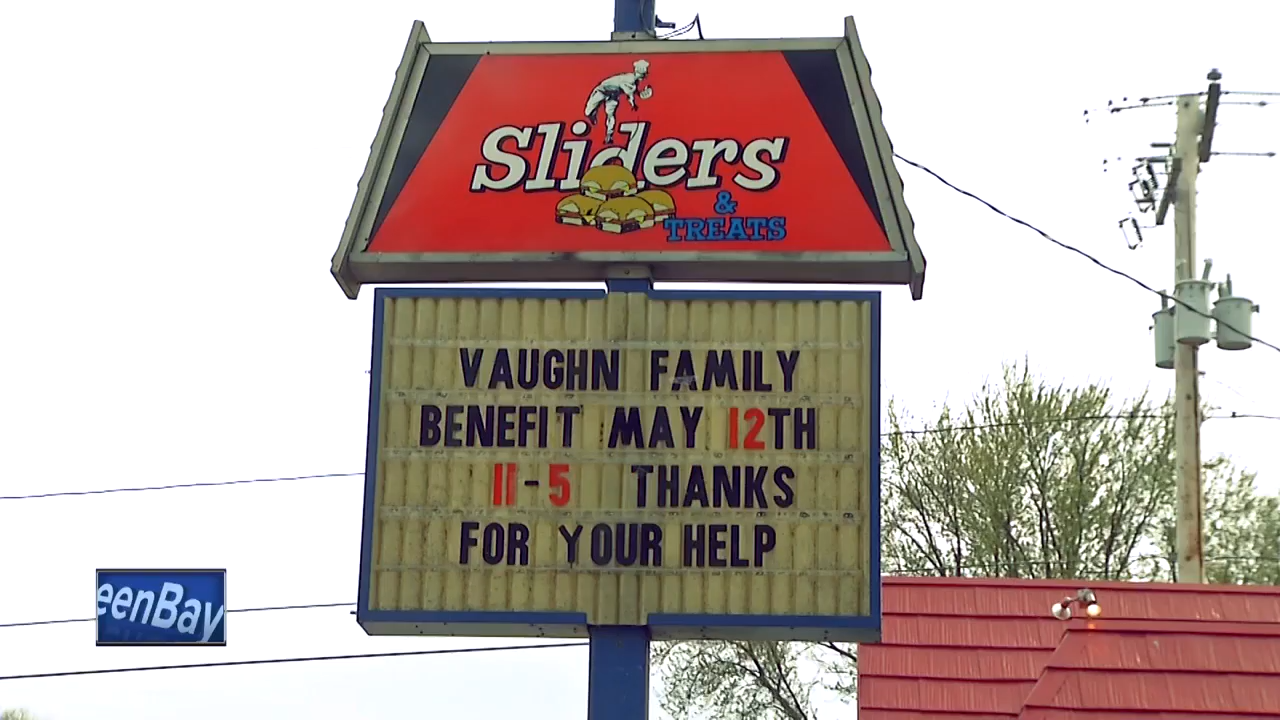 Sliders
&
TREATS
VAUGHN FAMILY
BENEFIT MAY 12TH
11-5 THANKS
FOR YOUR HELP
eenBay